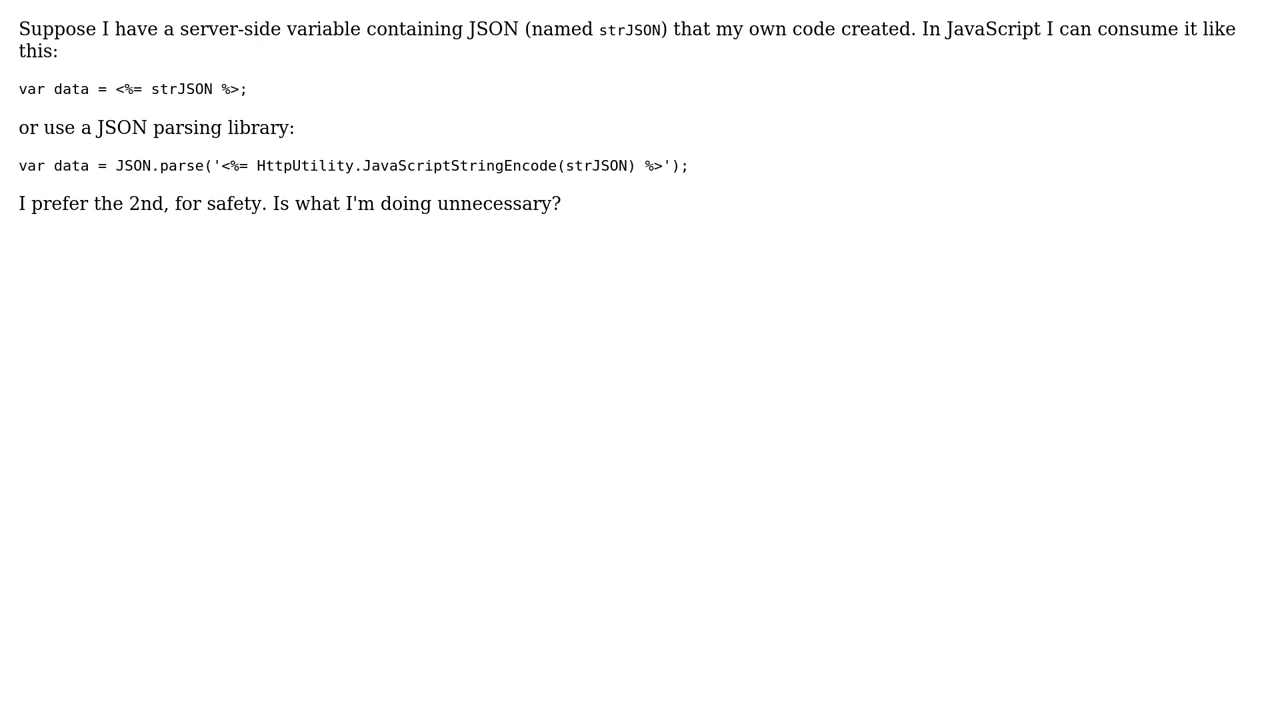 Suppose I have a server-side variable containing JSON (named strJSON) that my own code created. In JavaScript I can consume it like
this:
var data = <%= strJSON %>;
or use a JSON parsing library:
var data = JSON.parse('<%= HttpUtility.JavaScriptStringEncode(strJSON) %>');
I prefer the 2nd, for safety. Is what I'm doing unnecessary?